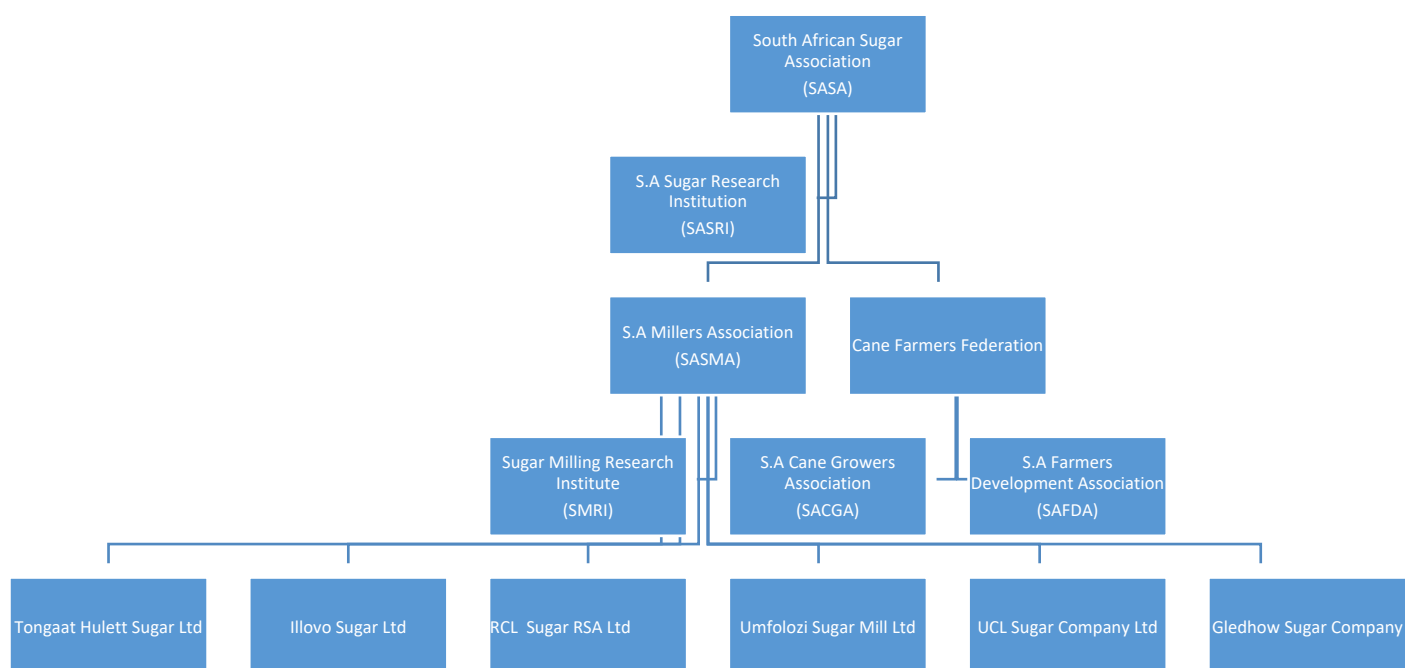 South African Sugar
Association
(SASA)
S.A Sugar Research
Institution
(SASRI)
S.A Millers Association
(SASMA)
Cane Farmers Federation
Sugar Milling Research
Institute
(SMRI)
S.A Cane Growers
Association
(SACGA)
S.A Farmers
Development Association
(SAFDA)
Tongaat Hulett Sugar Ltd
Illovo Sugar Ltd
RCL  Sugar RSA Ltd
Umfolozi Sugar Mill Ltd
UCL Sugar Company Ltd
Gledhow Sugar Company